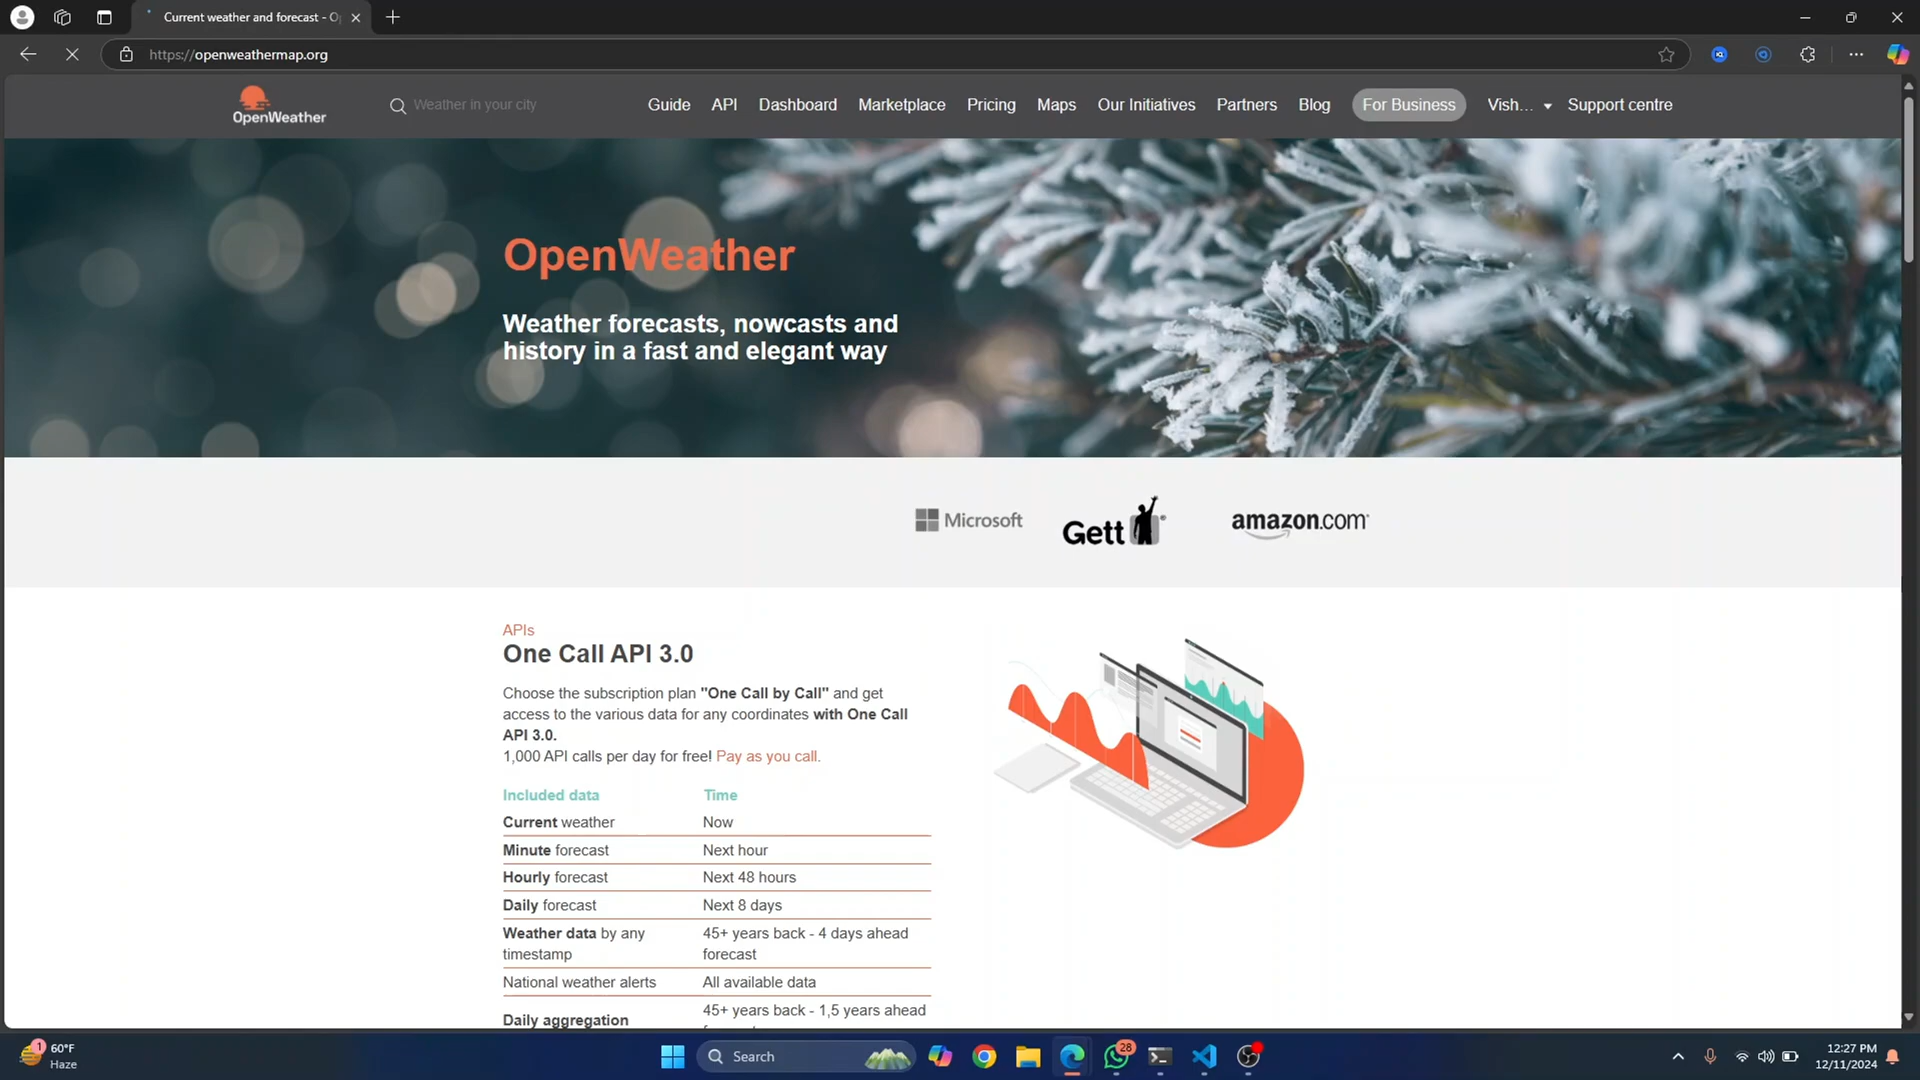 Current weather and forecast - O
https://openweathermap.org
OpenWeather
Weather in your city
Guide
API
Dashboard
Marketplace
Pricing
Maps
Our Initiatives
Partners
Blog
For Business
Vish...
Support centre
OpenWeather
Weather forecasts, nowcasts and
history in a fast and elegant way
Microsoft
Gett
amazon.com
APIs
One Call API 3.0
Choose the subscription plan "One Call by Call" and get
access to the various data for any coordinates with One Call
API 3.0.
1,000 API calls per day for free! Pay as you call.
Included data Time
Current weather Now
Minute forecast Next hour
Hourly forecast Next 48 hours
Daily forecast Next 8 days
Weather data by any timestamp
45+ years back - 4 days ahead forecast
National weather alerts All available data
Daily aggregation
45+ years back - 1,5 years ahead
1
60°F
Haze
Search
28
12:27 PM
12/11/2024